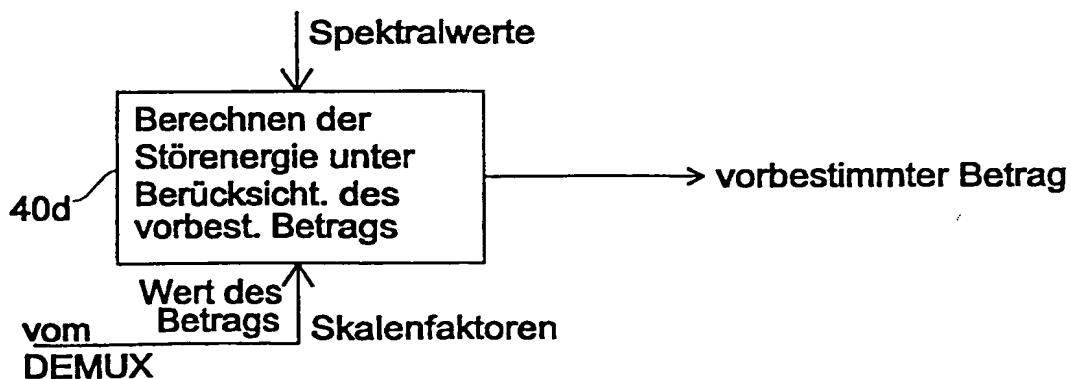 Spektralwerte
Berechnen der
Störenergie unter
Berücksicht. des
vorbest. Betrags
40d
vorbestimmter Betrag
Wert des
Betrags
Skalenfaktoren
vom
DEMUX